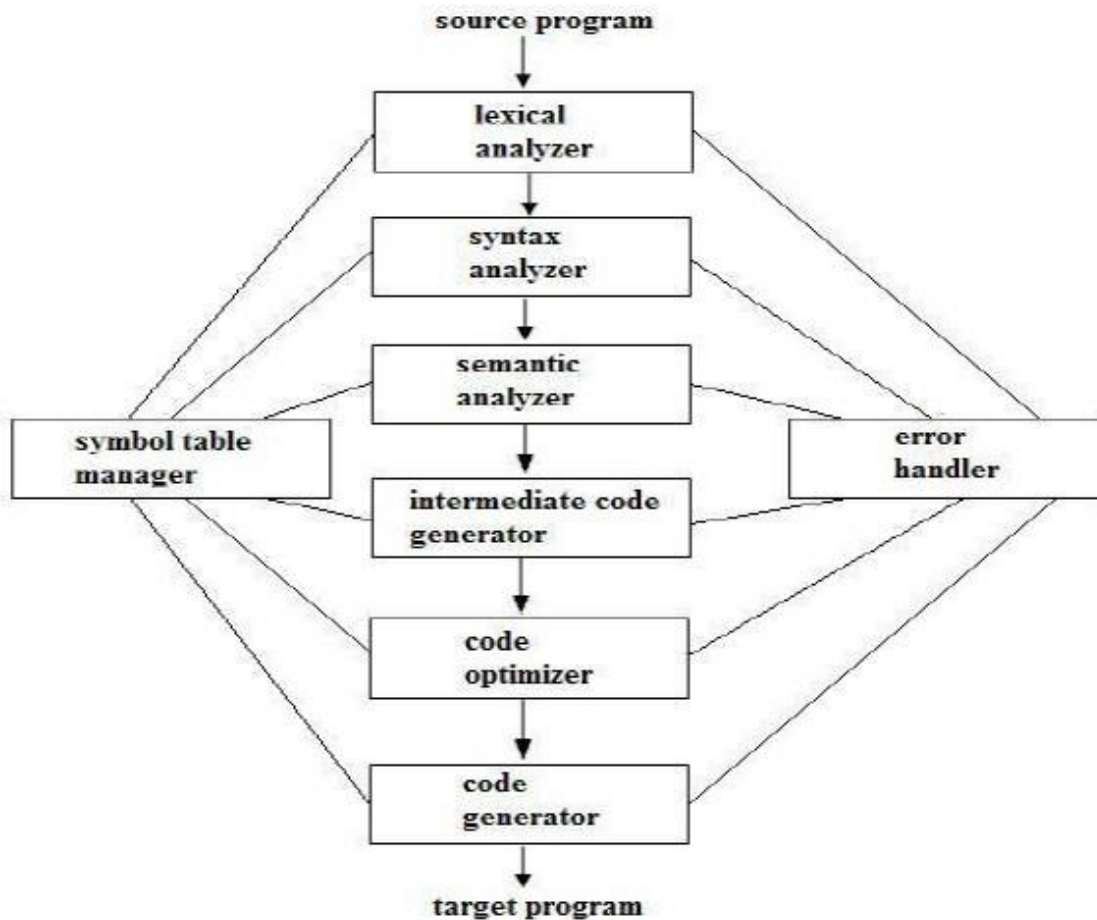 source program
lexical
analyzer
syntax
analyzer
semantic
analyzer
symbol table
manager
error
handler
intermediate code
generator
code
optimizer
code
generator
target program